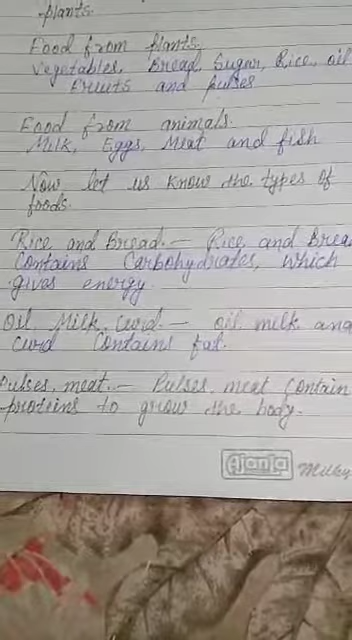 plants.
Food from plants.
Vegetables, Bread, Sugar, Rice, oil
Fruits and pulses
Food from animals.
Milk, Eggs, Meat and fish
Now let us know the types of
foods.
Rice and Bread. — Rice and Brea
contains Carbohydrates, which
gives energy.
Oil, Milk, curd. — oil, milk and
curd contains fat.
Pulses, meat. — Pulses, meat contain
proteins to grow the body.
Ajanta